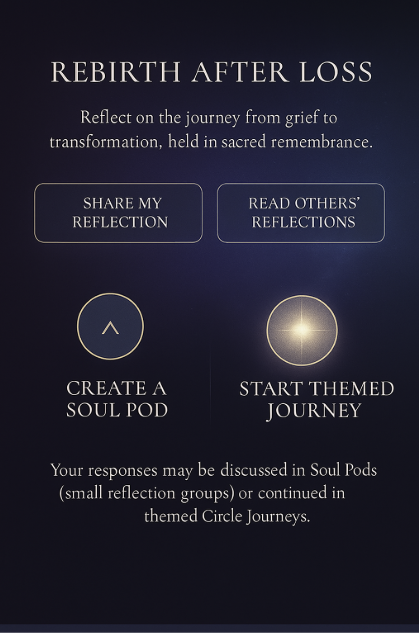 REBIRTH AFTER LOSS
Reflect on the journey from grief to
transformation, held in sacred remembrance.
SHARE MY
REFLECTION
READ OTHERS’
REFLECTIONS
CREATE A
SOUL POD
START THEMED
JOURNEY
Your responses may be discussed in Soul Pods
(small reflection groups) or continued in
themed Circle Journeys.